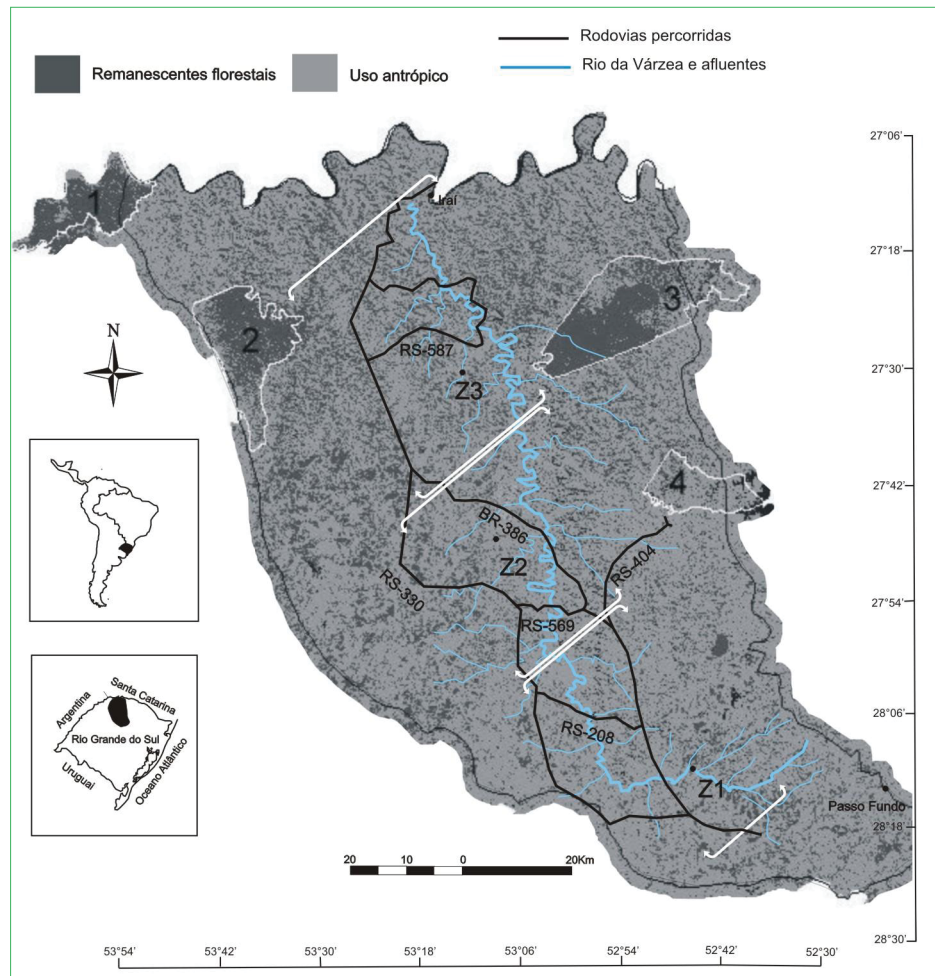 Remanescentes florestais
Uso antrópico
Rodovias percorridas
Rio da Várzea e afluentes
27°06'
27°18'
27°30'
27°42'
27°54'
28°06'
28°18'
28°30'
1
Iraí
2
3
N
RS-587
Z3
4
BR-386
Z2
RS-404
RS-330
RS-569
RS-208
Z1
Passo Fundo
Santa Catarina
Argentina
Rio Grande do Sul
Uruguai
Oceano Atlântico
20
10
0
20Km
53°54'
53°42'
53°30'
53°18'
53°06'
52°54'
52°42'
52°30'